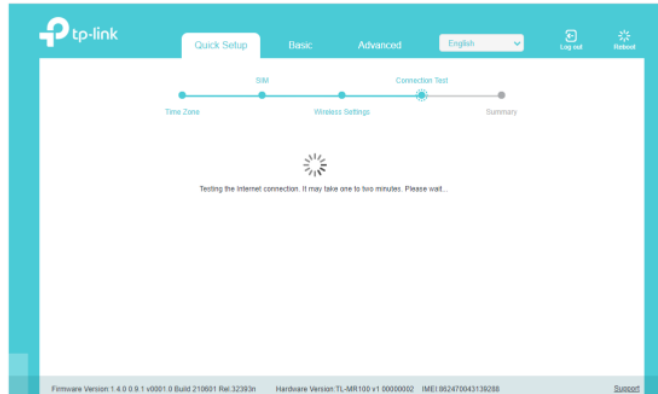 tp-link
Quick Setup Basic Advanced English Log out Reboot
SIM Connection Test
Time Zone Wireless Settings Summary
Testing the Internet connection. It may take one to two minutes. Please wait...
Firmware Version:1.4.0 0.9.1 v0001.0 Build 210601 Rel.32393n Hardware Version:TL-MR100 v1 00000002 IMEI 862470043139288 Support